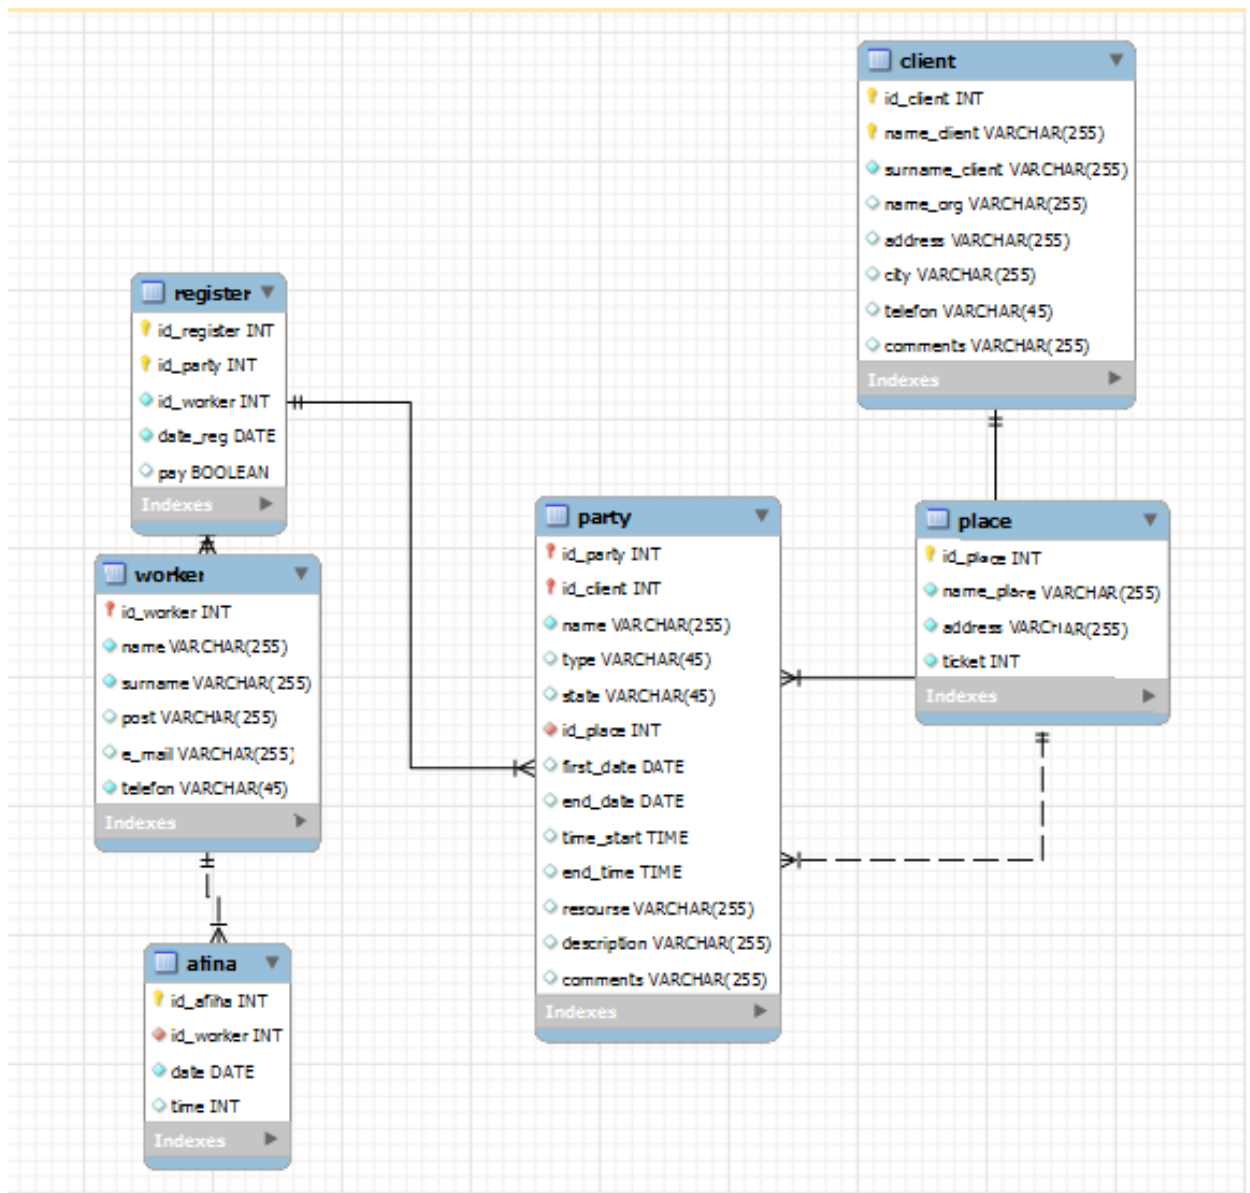 client
id_client INT
name_client VARCHAR(255)
surname_client VARCHAR(255)
name_org VARCHAR(255)
address VARCHAR(255)
city VARCHAR(255)
telefon VARCHAR(45)
comments VARCHAR(255)
Indexes
register
id_register INT
id_party INT
id_worker INT
date_reg DATE
pay BOOLEAN
Indexes
worker
id_worker INT
name VARCHAR(255)
surname VARCHAR(255)
post VARCHAR(255)
e_mail VARCHAR(255)
telefon VARCHAR(45)
Indexes
party
id_party INT
id_client INT
name VARCHAR(255)
type VARCHAR(45)
state VARCHAR(45)
id_place INT
first_date DATE
end_date DATE
time_start TIME
end_time TIME
resourse VARCHAR(255)
description VARCHAR(255)
comments VARCHAR(255)
Indexes
place
id_place INT
name_place VARCHAR(255)
address VARCHAR(255)
ticket INT
Indexes
afina
id_afiha INT
id_worker INT
date DATE
time INT
Indexes